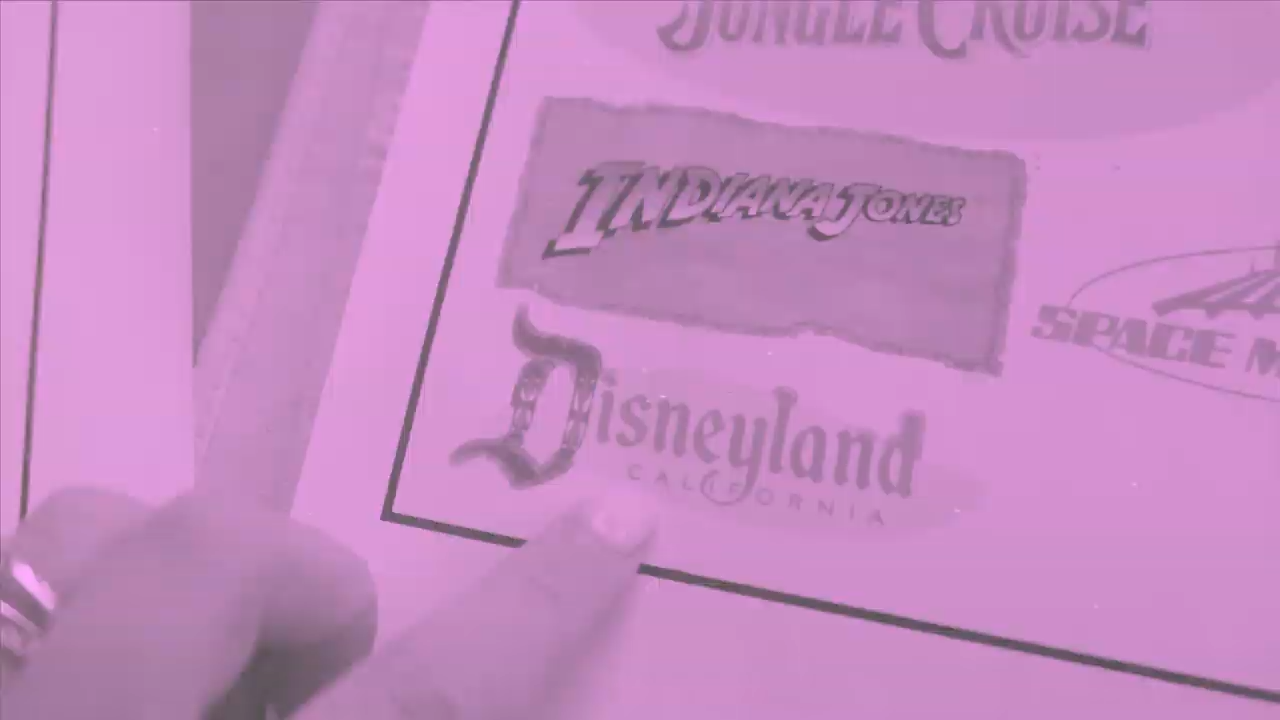 JUNGLE CRUISE
INDIANA JONES
SPACE M
Disneyland
CALIFORNIA